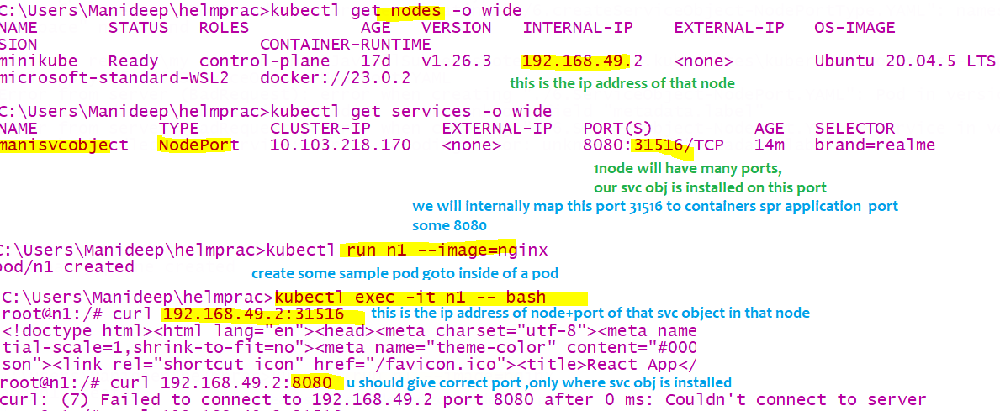 C:\Users\Manideep\helmprac>kubectl get nodes -o wide
NAME STATUS ROLES AGE VERSION INTERNAL-IP EXTERNAL-IP OS-IMAGE
SION CONTAINER-RUNTIME
minikube Ready control-plane 17d v1.26.3 192.168.49.2 <none> Ubuntu 20.04.5 LTS
microsoft-standard-WSL2 docker://23.0.2
this is the ip address of that node
C:\Users\Manideep\helmprac>kubectl get services -o wide
NAME TYPE CLUSTER-IP EXTERNAL-IP PORT(S) AGE SELECTOR
manisvcobject NodePort 10.103.218.170 <none> 8080:31516/TCP 14m brand=realme
1node will have many ports,
our svc obj is installed on this port
we will internally map this port 31516 to containers spr application port
some 8080
C:\Users\Manideep\helmprac>kubectl run n1 --image=nginx
pod/n1 created
create some sample pod goto inside of a pod
C:\Users\Manideep\helmprac>kubectl exec -it n1 -- bash
root@n1:/# curl 192.168.49.2:31516 this is the ip address of node+port of that svc object in that node
<!doctype html><html lang="en"><head><meta charset="utf-8"><meta name
tial-scale=1,shrink-to-fit=no"><meta name="theme-color" content="#000
son"><link rel="shortcut icon" href="/favicon.ico"><title>React App</
root@n1:/# curl 192.168.49.2:8080 u should give correct port ,only where svc obj is installed
curl: (7) Failed to connect to 192.168.49.2 port 8080 after 0 ms: Couldn't connect to server